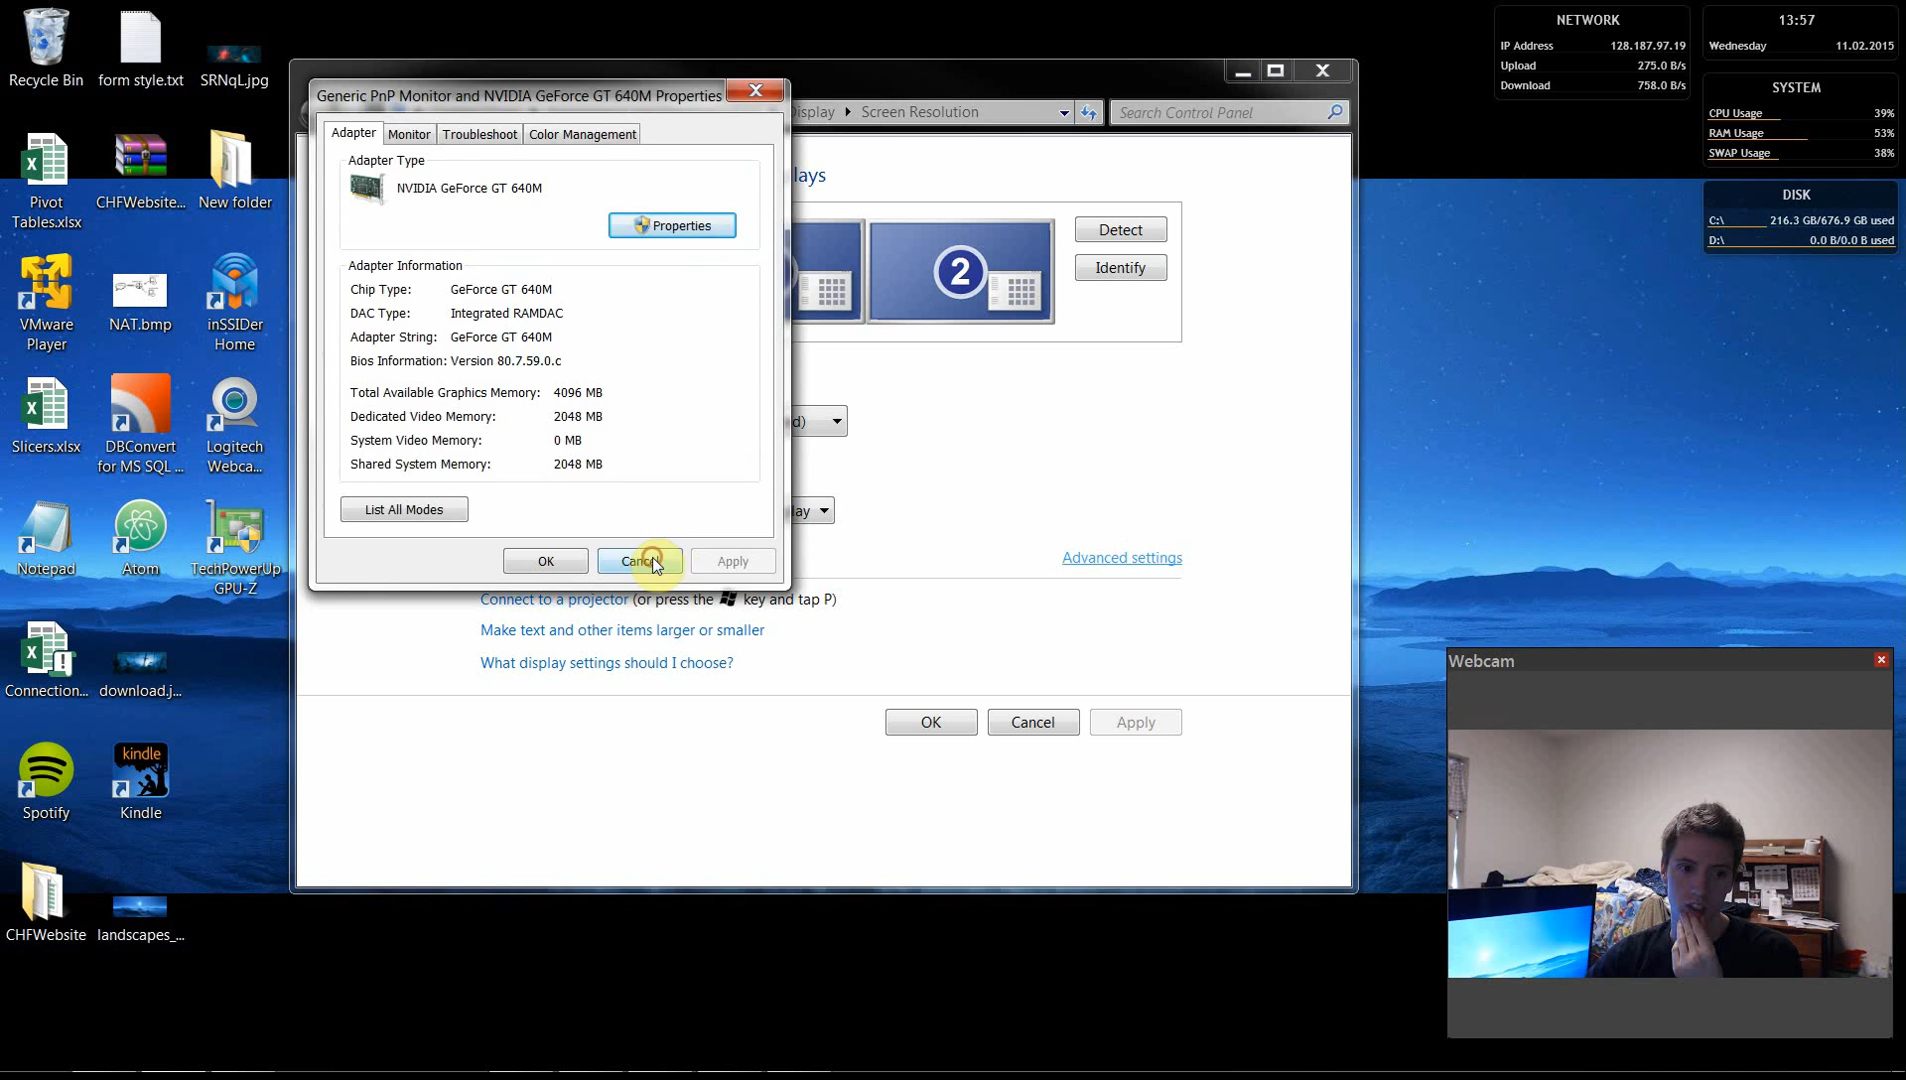 Recycle Bin
form style.txt
SRNqL.jpg
Pivot
Tables.xlsx
CHFWebsite...
New folder
VMware
Player
NAT.bmp
inSSIDer
Home
Slicers.xlsx
DBConvert
for MS SQL ...
Logitech
Webca...
Notepad
Atom
TechPowerUp
GPU-Z
Connection...
download.j...
Spotify
kindle
Kindle
CHFWebsite
landscapes_...
Generic PnP Monitor and NVIDIA GeForce GT 640M Properties
Adapter
Monitor
Troubleshoot
Color Management
Adapter Type
NVIDIA GeForce GT 640M
Properties
Adapter Information
Chip Type: GeForce GT 640M
DAC Type: Integrated RAMDAC
Adapter String: GeForce GT 640M
Bios Information: Version 80.7.59.0.c
Total Available Graphics Memory: 4096 MB
Dedicated Video Memory: 2048 MB
System Video Memory: 0 MB
Shared System Memory: 2048 MB
List All Modes
OK
Cancel
Apply
Display
Screen Resolution
Search Control Panel
lays
2
Detect
Identify
d)
lay
Advanced settings
Connect to a projector (or press the key and tap P)
Make text and other items larger or smaller
What display settings should I choose?
OK
Cancel
Apply
NETWORK
IP Address 128.187.97.19
Upload 275.0 B/s
Download 758.0 B/s
13:57
Wednesday 11.02.2015
SYSTEM
CPU Usage 39%
RAM Usage 53%
SWAP Usage 38%
DISK
C:\ 216.3 GB/676.9 GB used
D:\ 0.0 B/0.0 B used
Webcam